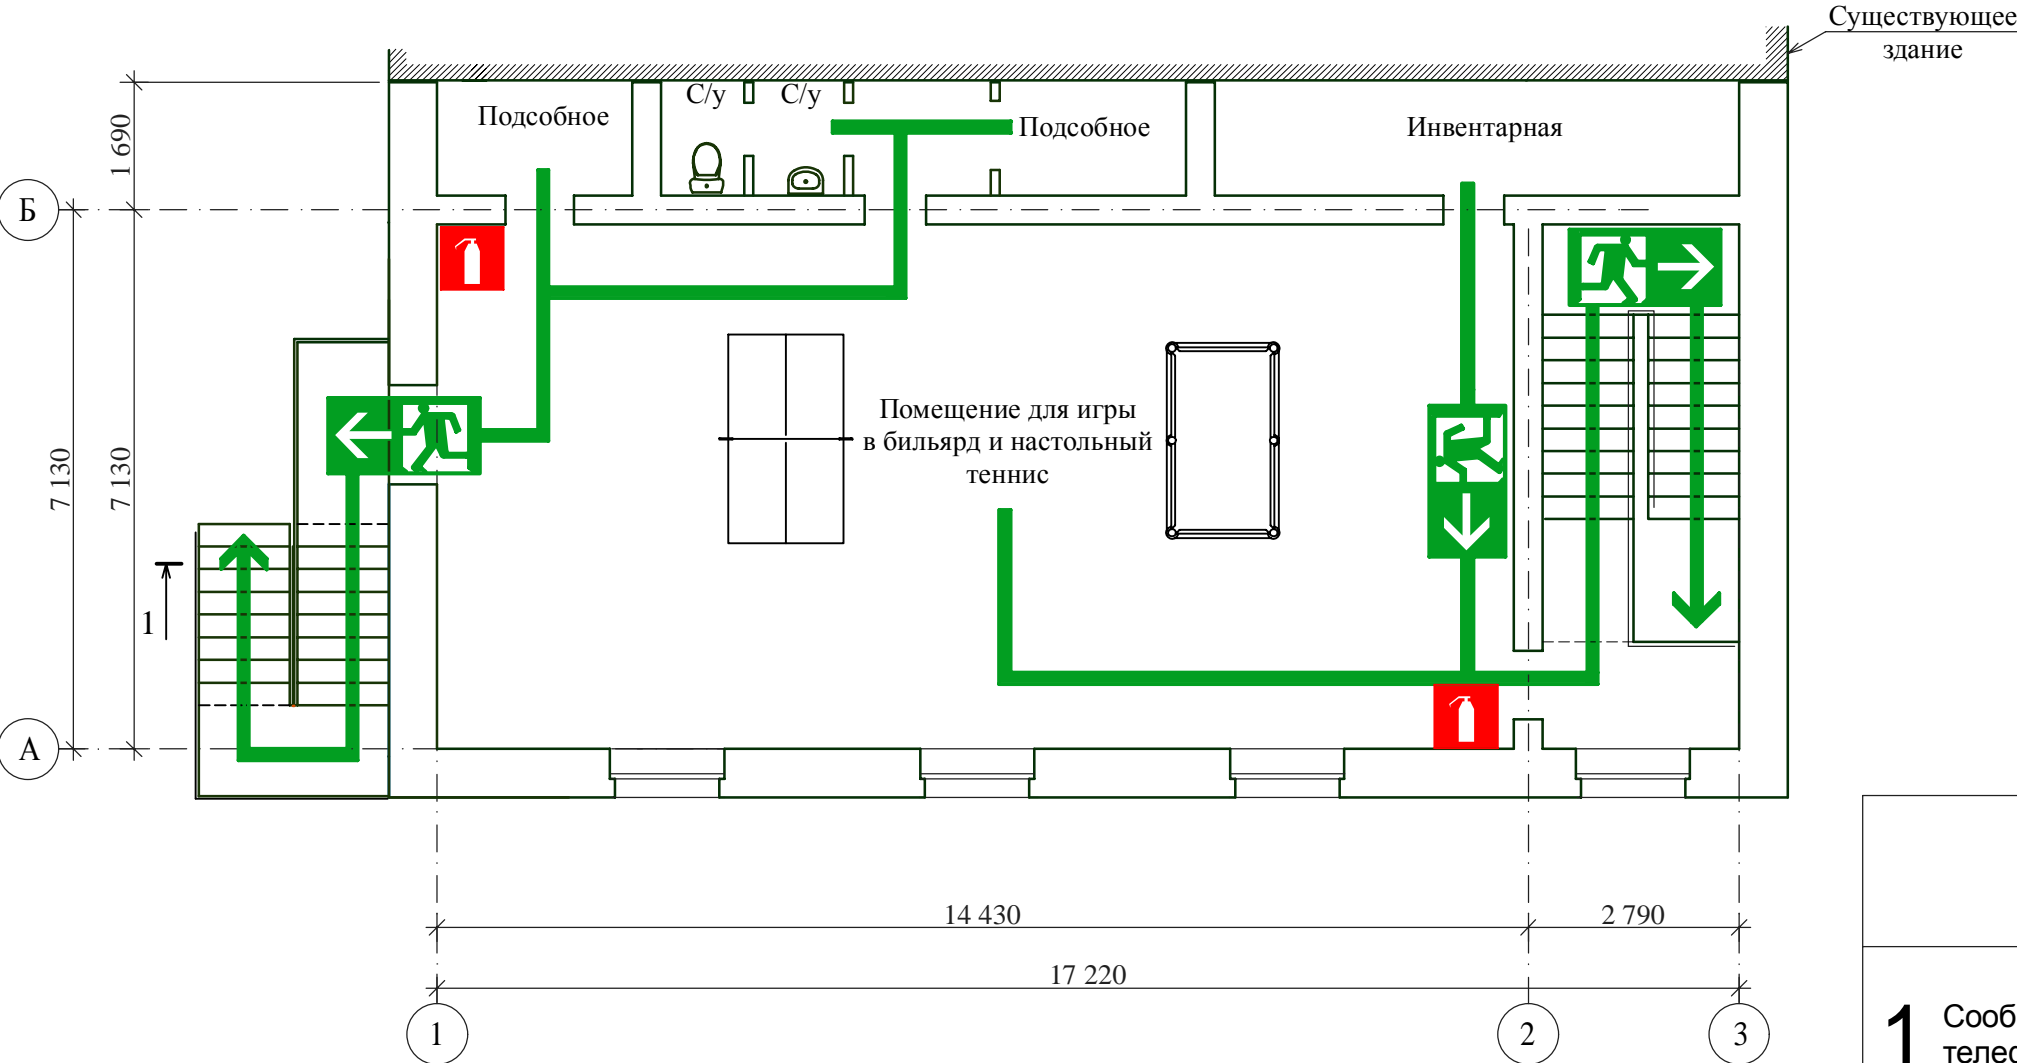 Существующее
здание
С/у
С/у
Подсобное
Подсобное
Инвентарная
1 690
Б
7 130
7 130
Помещение для игры
в бильярд и настольный
теннис
1
А
14 430
2 790
17 220
1
2
3
1